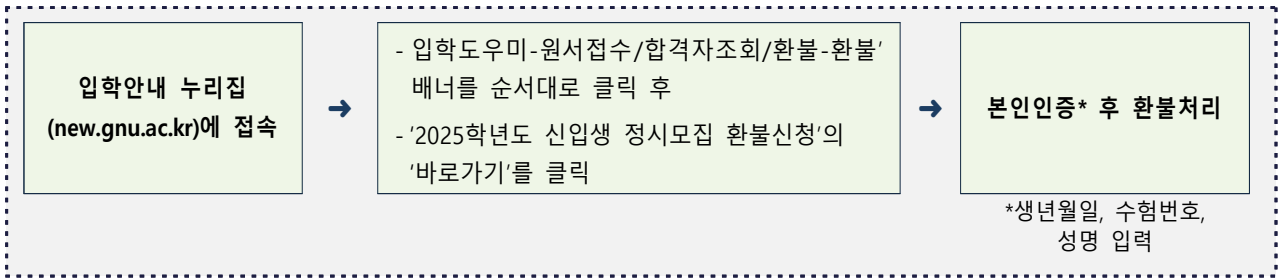 입학안내 누리집
(new.gnu.ac.kr)에 접속
➜
- 입학도우미-원서접수/합격자조회/환불-환불'
배너를 순서대로 클릭 후
- '2025학년도 신입생 정시모집 환불신청'의
'바로가기'를 클릭
➜
본인인증* 후 환불처리
*생년월일, 수험번호,
성명 입력